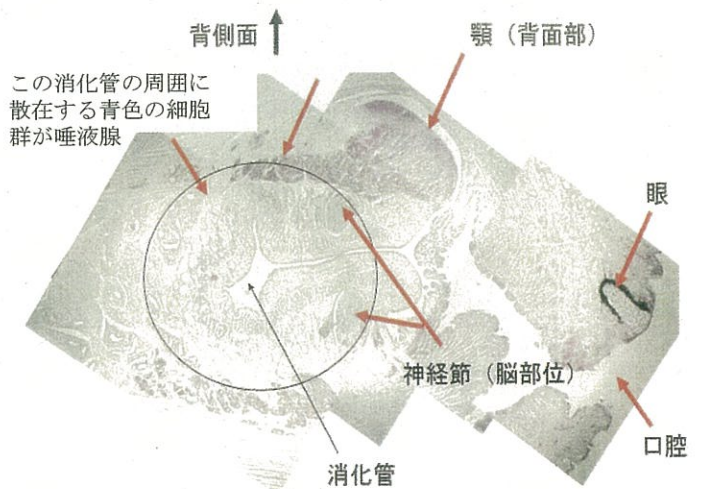 背側面
顎（背面部）
この消化管の周囲に
散在する青色の細胞
群が唾液腺
眼
神経節（脳部位）
口腔
消化管